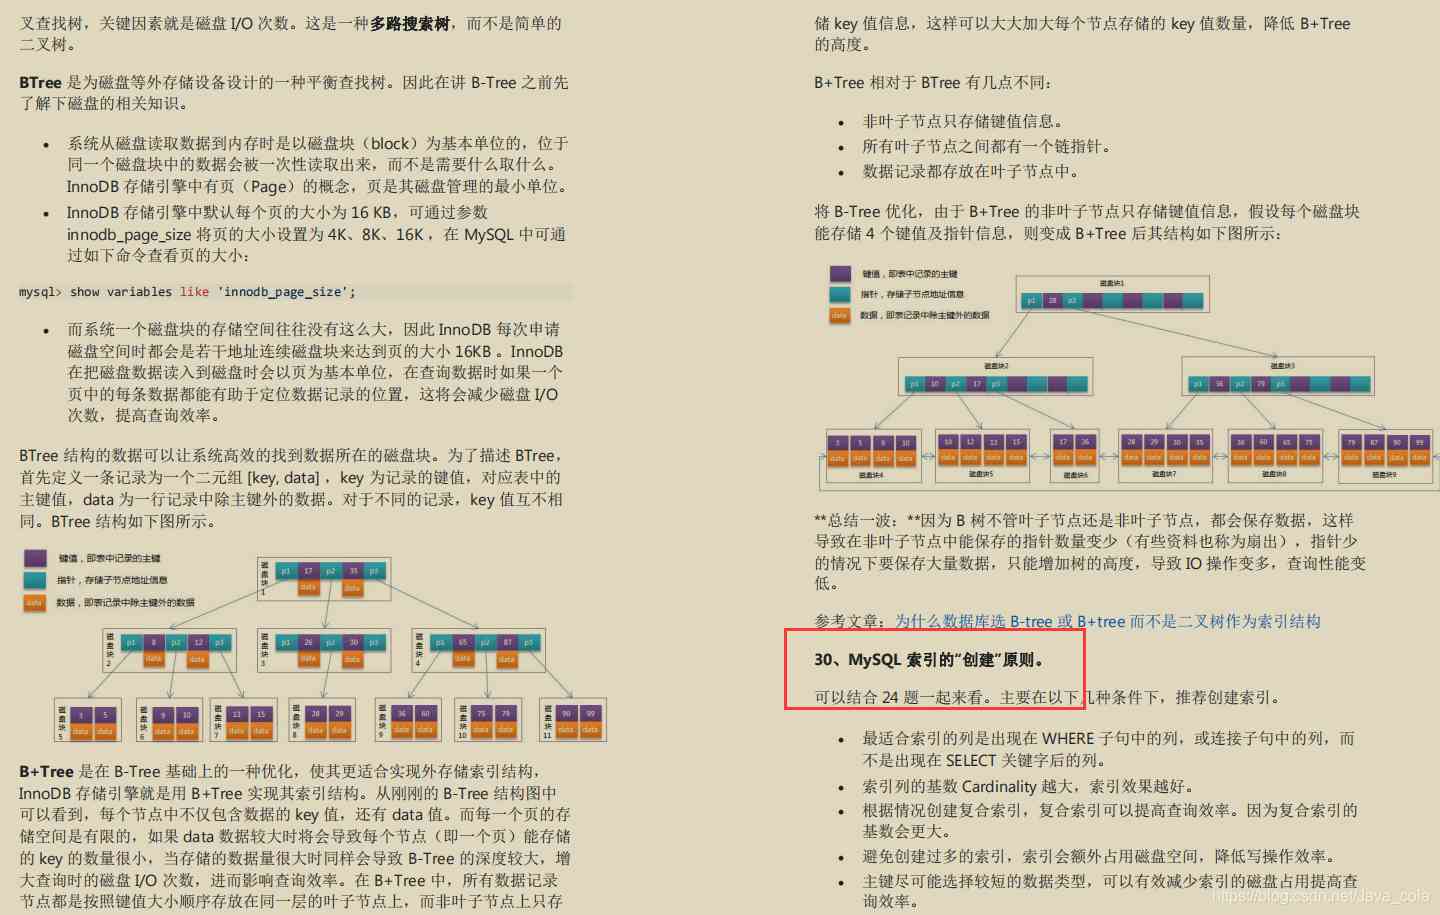 叉查找树，关键因素就是磁盘 I/O 次数。这是一种多路搜索树，而不是简单的
二叉树。
BTree 是为磁盘等外存储设备设计的一种平衡查找树。因此在讲 B-Tree 之前先
了解下磁盘的相关知识。
• 系统从磁盘读取数据到内存时是以磁盘块（block）为基本单位的，位于
同一个磁盘块中的数据会被一次性读取出来，而不是需要什么取什么。
InnoDB 存储引擎中有页（Page）的概念，页是其磁盘管理的最小单位。
• InnoDB 存储引擎中默认每个页的大小为 16 KB，可通过参数
innodb_page_size 将页的大小设置为 4K、8K、16K ，在 MySQL 中可通
过如下命令查看页的大小：
mysql> show variables like 'innodb_page_size';
• 而系统一个磁盘块的存储空间往往没有这么大，因此 InnoDB 每次申请
磁盘空间时都会是若干地址连续磁盘块来达到页的大小 16KB 。InnoDB
在把磁盘数据读入到磁盘时会以页为基本单位，在查询数据时如果一个
页中的每条数据都能有助于定位数据记录的位置，这将会减少磁盘 I/O
次数，提高查询效率。
BTree 结构的数据可以让系统高效的找到数据所在的磁盘块。为了描述 BTree，
首先定义一条记录为一个二元组 [key, data] ，key 为记录的键值，对应表中的
主键值，data 为一行记录中除主键外的数据。对于不同的记录，key 值互不相
同。BTree 结构如下图所示。
键值，即表中记录的主键
指针，存储子节点地址信息
data 数据，即表记录中除主键外的数据
磁盘块1 p1 17 p2 35 p3
data data
磁盘块2 p1 8 p2 12 p3
data data
磁盘块3 p1 26 p2 30 p3
data data
磁盘块4 p1 65 p2 87 p3
data data
磁盘块5 3 5
data data
磁盘块6 9 10
data data
磁盘块7 13 15
data data
磁盘块8 28 29
data data
磁盘块9 36 60
data data
磁盘块10 75 79
data data
磁盘块11 90 99
data data
B+Tree 是在 B-Tree 基础上的一种优化，使其更适合实现外存储索引结构，
InnoDB 存储引擎就是用 B+Tree 实现其索引结构。从刚刚的 B-Tree 结构图中
可以看到，每个节点中不仅包含数据的 key 值，还有 data 值。而每一个页的存
储空间是有限的，如果 data 数据较大时将会导致每个节点（即一个页）能存储
的 key 的数量很小，当存储的数据量很大时同样会导致 B-Tree 的深度较大，增
大查询时的磁盘 I/O 次数，进而影响查询效率。在 B+Tree 中，所有数据记录
节点都是按照键值大小顺序存放在同一层的叶子节点上，而非叶子节点上只存
储 key 值信息，这样可以大大加大每个节点存储的 key 值数量，降低 B+Tree
的高度。
B+Tree 相对于 BTree 有几点不同：
• 非叶子节点只存储键值信息。
• 所有叶子节点之间都有一个链指针。
• 数据记录都存放在叶子节点中。
将 B-Tree 优化，由于 B+Tree 的非叶子节点只存储键值信息，假设每个磁盘块
能存储 4 个键值及指针信息，则变成 B+Tree 后其结构如下图所示：
键值，即表中记录的主键
指针，存储子节点地址信息
data 数据，即表记录中除主键外的数据
磁盘块1
p1 28 p2
磁盘块2
p1 10 p2 17 p3
磁盘块3
p1 36 p2 79 p3
3 5 9 10
data data data data
磁盘块4
10 12 13 15
data data data data
磁盘块5
17 26
data data
磁盘块6
28 29 30 35
data data data data
磁盘块7
36 60 65 75
data data data data
磁盘块8
79 87 90 99
data data data data
磁盘块9
**总结一波：**因为 B 树不管叶子节点还是非叶子节点，都会保存数据，这样
导致在非叶子节点中能保存的指针数量变少（有些资料也称为扇出），指针少
的情况下要保存大量数据，只能增加树的高度，导致 IO 操作变多，查询性能变
低。
参考文章：为什么数据库选 B-tree 或 B+tree 而不是二叉树作为索引结构
30、MySQL 索引的“创建”原则。
可以结合 24 题一起来看。主要在以下几种条件下，推荐创建索引。
• 最适合索引的列是出现在 WHERE 子句中的列，或连接子句中的列，而
不是出现在 SELECT 关键字后的列。
• 索引列的基数 Cardinality 越大，索引效果越好。
• 根据情况创建复合索引，复合索引可以提高查询效率。因为复合索引的
基数会更大。
• 避免创建过多的索引，索引会额外占用磁盘空间，降低写操作效率。
• 主键尽可能选择较短的数据类型，可以有效减少索引的磁盘占用提高查
询效率。
https://blog.csdn.net/Java_cola